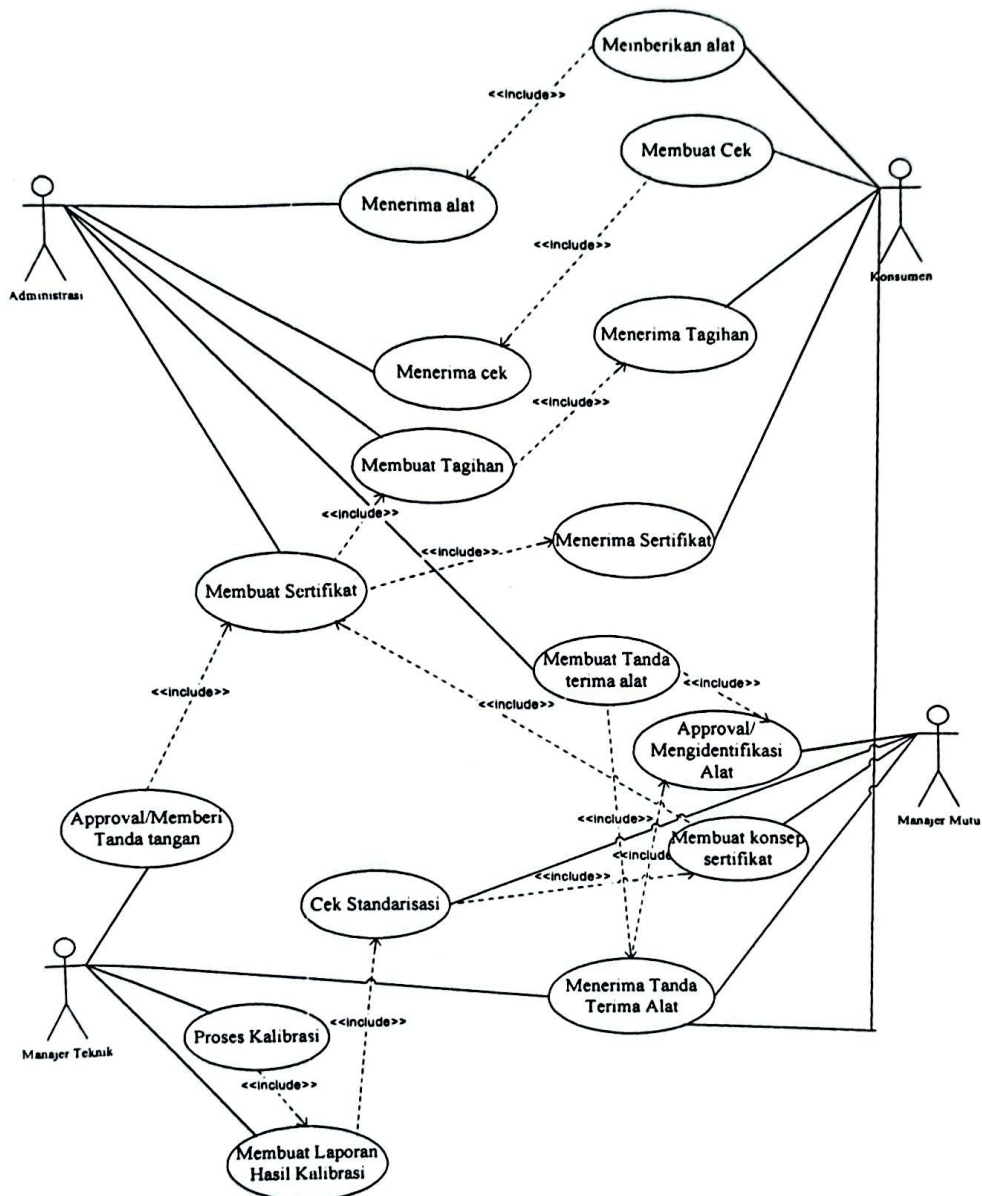 Memberikan alat
<<include>>
Membuat Cek
Menerima alat
<<include>>
Administrasi
Konsumen
Menerima Tagihan
Menerima cek
<<include>>
Membuat Tagihan
<<include>>
<<include>>
Menerima Sertifikat
Membuat Sertifikat
Membuat Tanda
terima alat
<<include>>
<<include>>
<<include>>
Approval/
Mengidentifikasi
Alat
Approval/Memberi
Tanda tangan
<<include>>
Manajer Mutu
Membuat konsep
sertifikat
<<include>>
<<include>>
Cek Standarisasi
Menerima Tanda
Terima Alat
<<include>>
Proses Kalibrasi
Manajer Teknik
<<include>>
Membuat Laporan
Hasil Kalibrasi